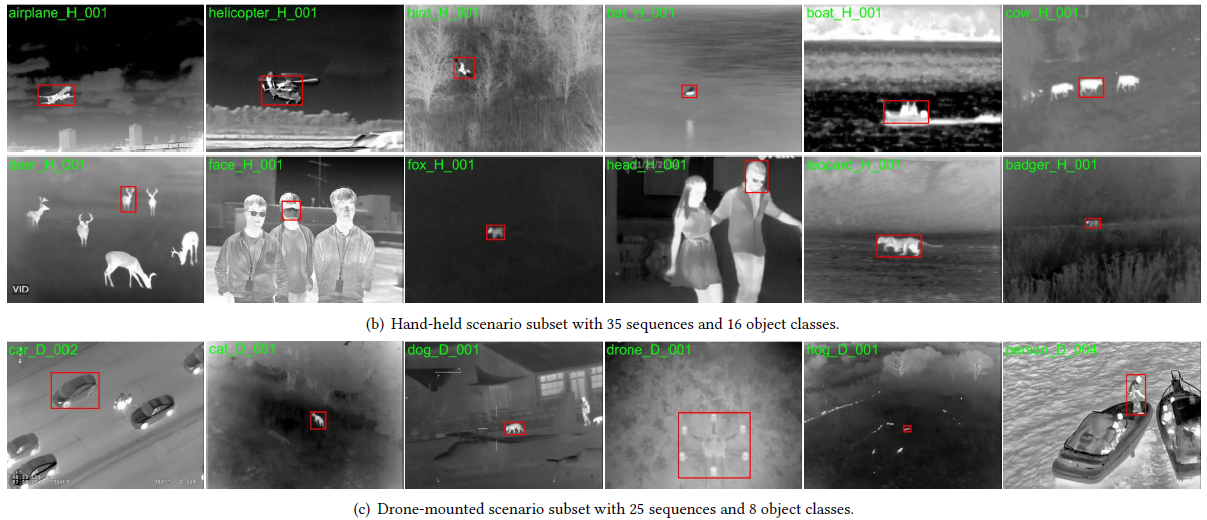 airplane_H_001
helicopter_H_001
bird_H_001
bat_H_001
boat_H_001
cow_H_001
deer_H_001
face_H_001
fox_H_001
head_H_001
leopard_H_001
badger_H_001
VID
(b) Hand-held scenario subset with 35 sequences and 16 object classes.
car_D_002
cat_D_001
dog_D_001
drone_D_001
hog_D_001
person_D_004
(c) Drone-mounted scenario subset with 25 sequences and 8 object classes.